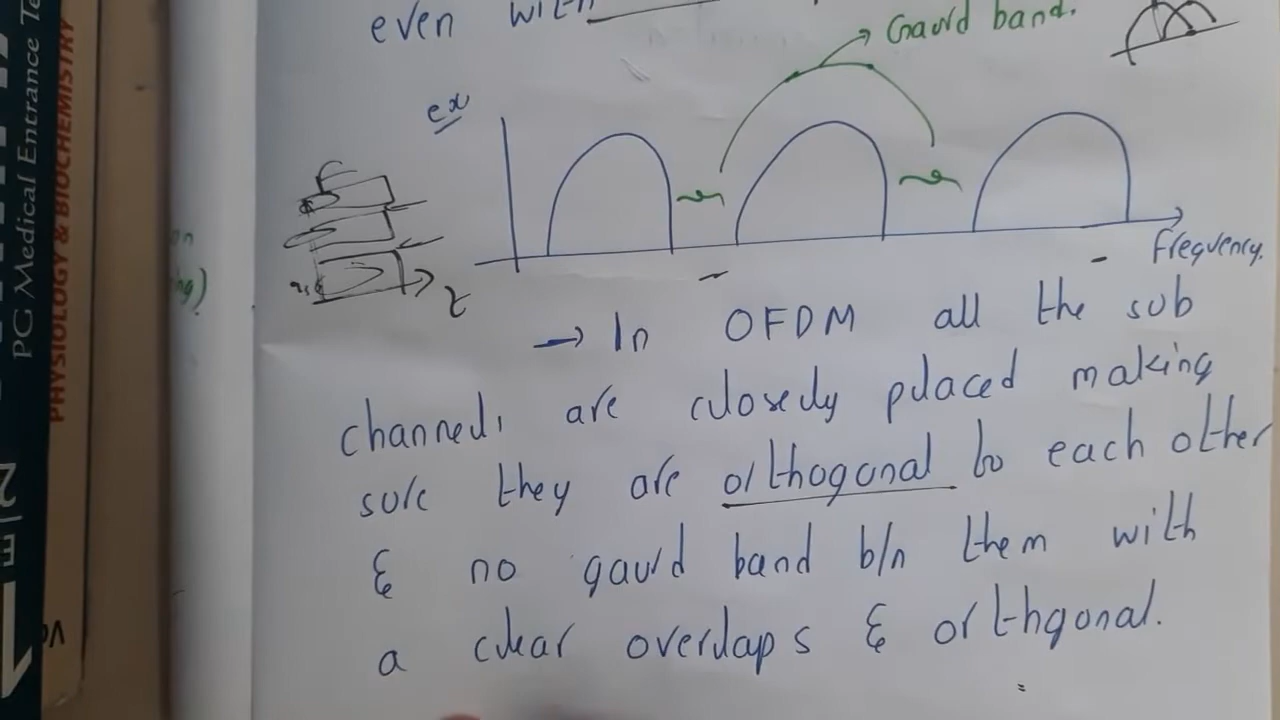 even with
Gaurd band.
ex
frequency.
τ
→ In OFDM all the sub
channels are closely placed making
sure they are orthogonal to each other
& no gaurd band b/n them with
a clear overlaps & orthgonal.
PG Medical Entrance Te
PHYSIOLOGY & BIOCHEMISTRY